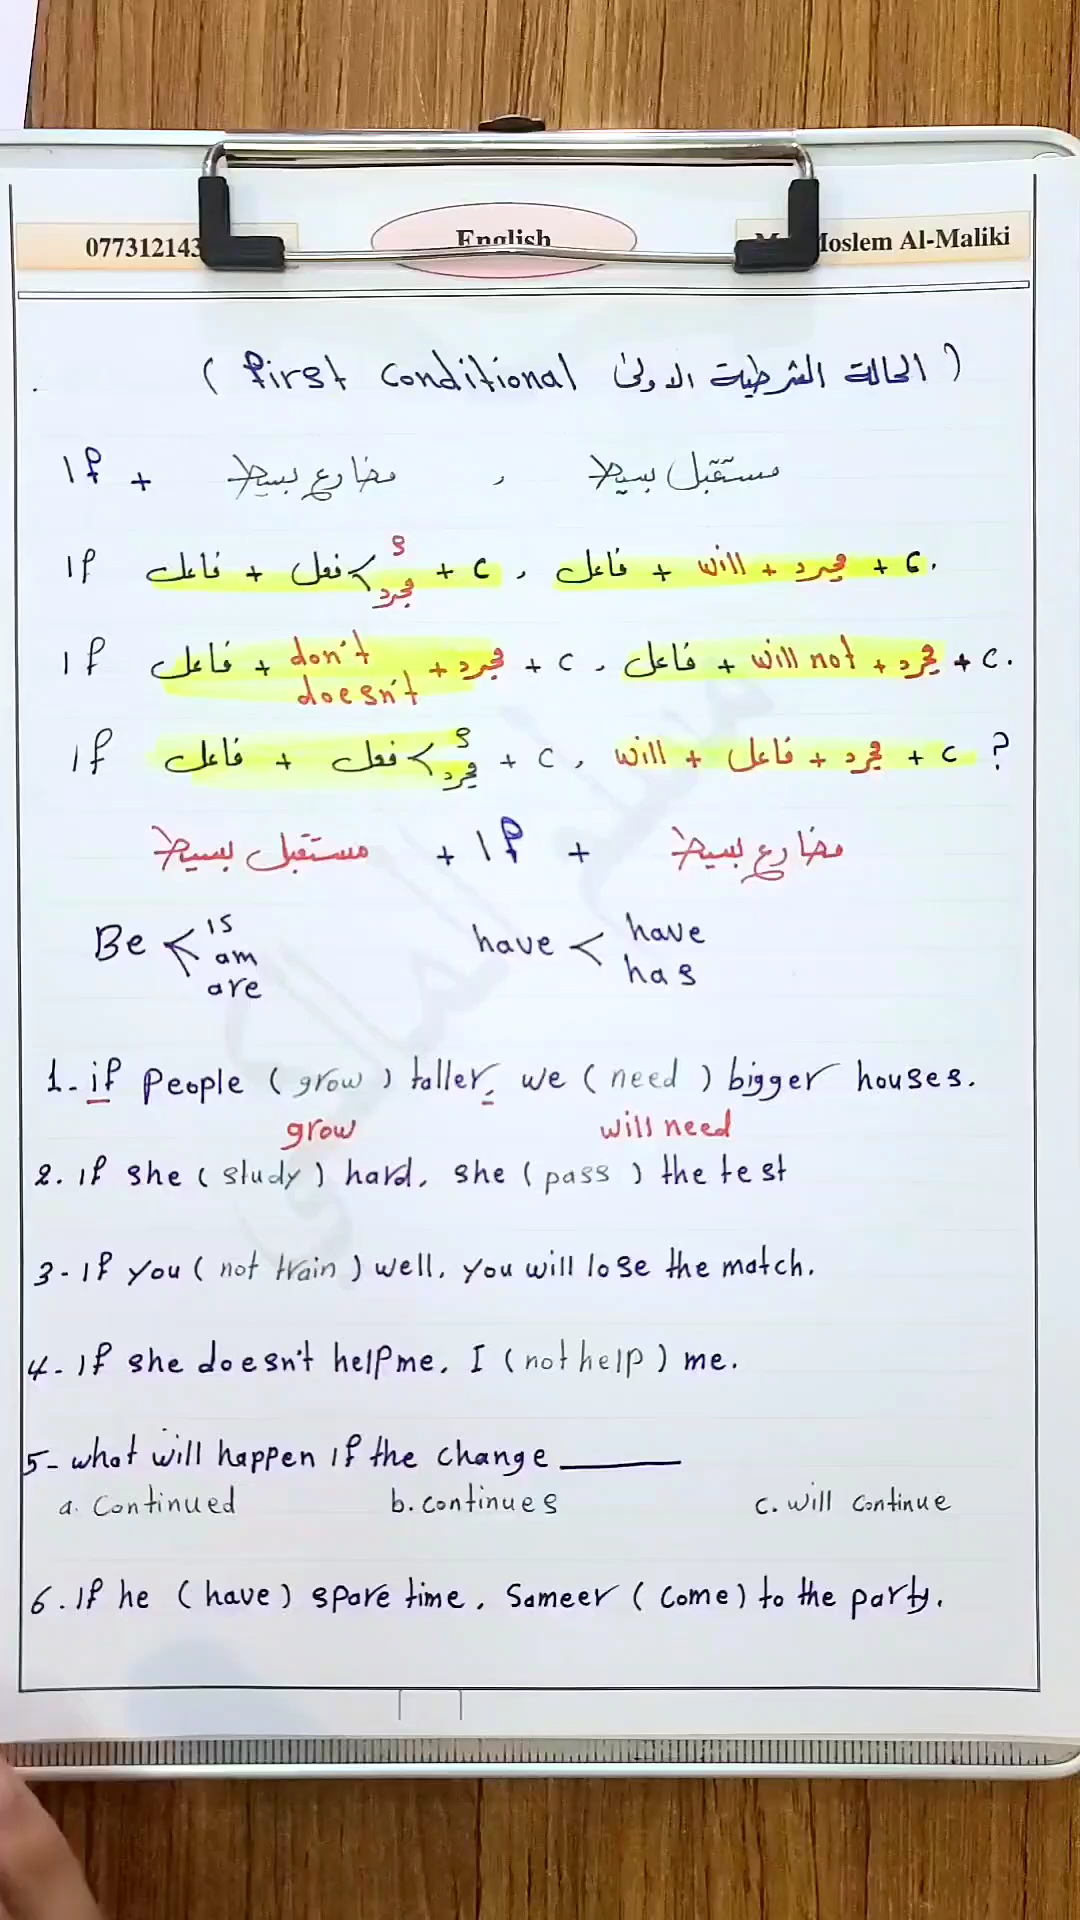 077312143 English Moslem Al-Maliki
( first conditional الحالة الشرطية الاولى )
If + مضارع بسيط , مستقبل بسيط
If فاعل + فعل < s مجرد + c , فاعل + will + مجرد + c.
If فاعل + don't doesn't + مجرد + c , فاعل + will not + مجرد + c.
If فاعل + فعل < s مجرد + c , will + فاعل + مجرد + c ?
مستقبل بسيط + If + مضارع بسيط
Be < is am are have < have has
1- if people ( grow ) taller, we ( need ) bigger houses.
grow will need
2. If she ( study ) hard, she ( pass ) the test
3- If you ( not train ) well, you will lose the match.
4- If she doesn't help me, I ( not help ) me.
5- what will happen if the change ______
a. continued b. continues c. will continue
6. If he ( have ) spare time, Sameer ( come ) to the party.